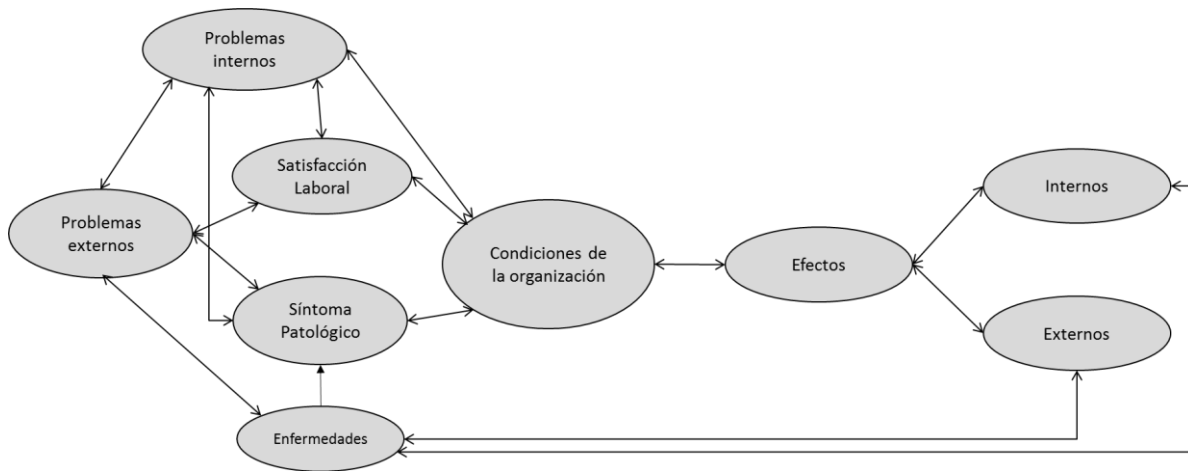 Problemas
internos
Satisfacción
Laboral
Problemas
externos
Síntoma
Patológico
Enfermedades
Condiciones de
la organización
Efectos
Internos
Externos